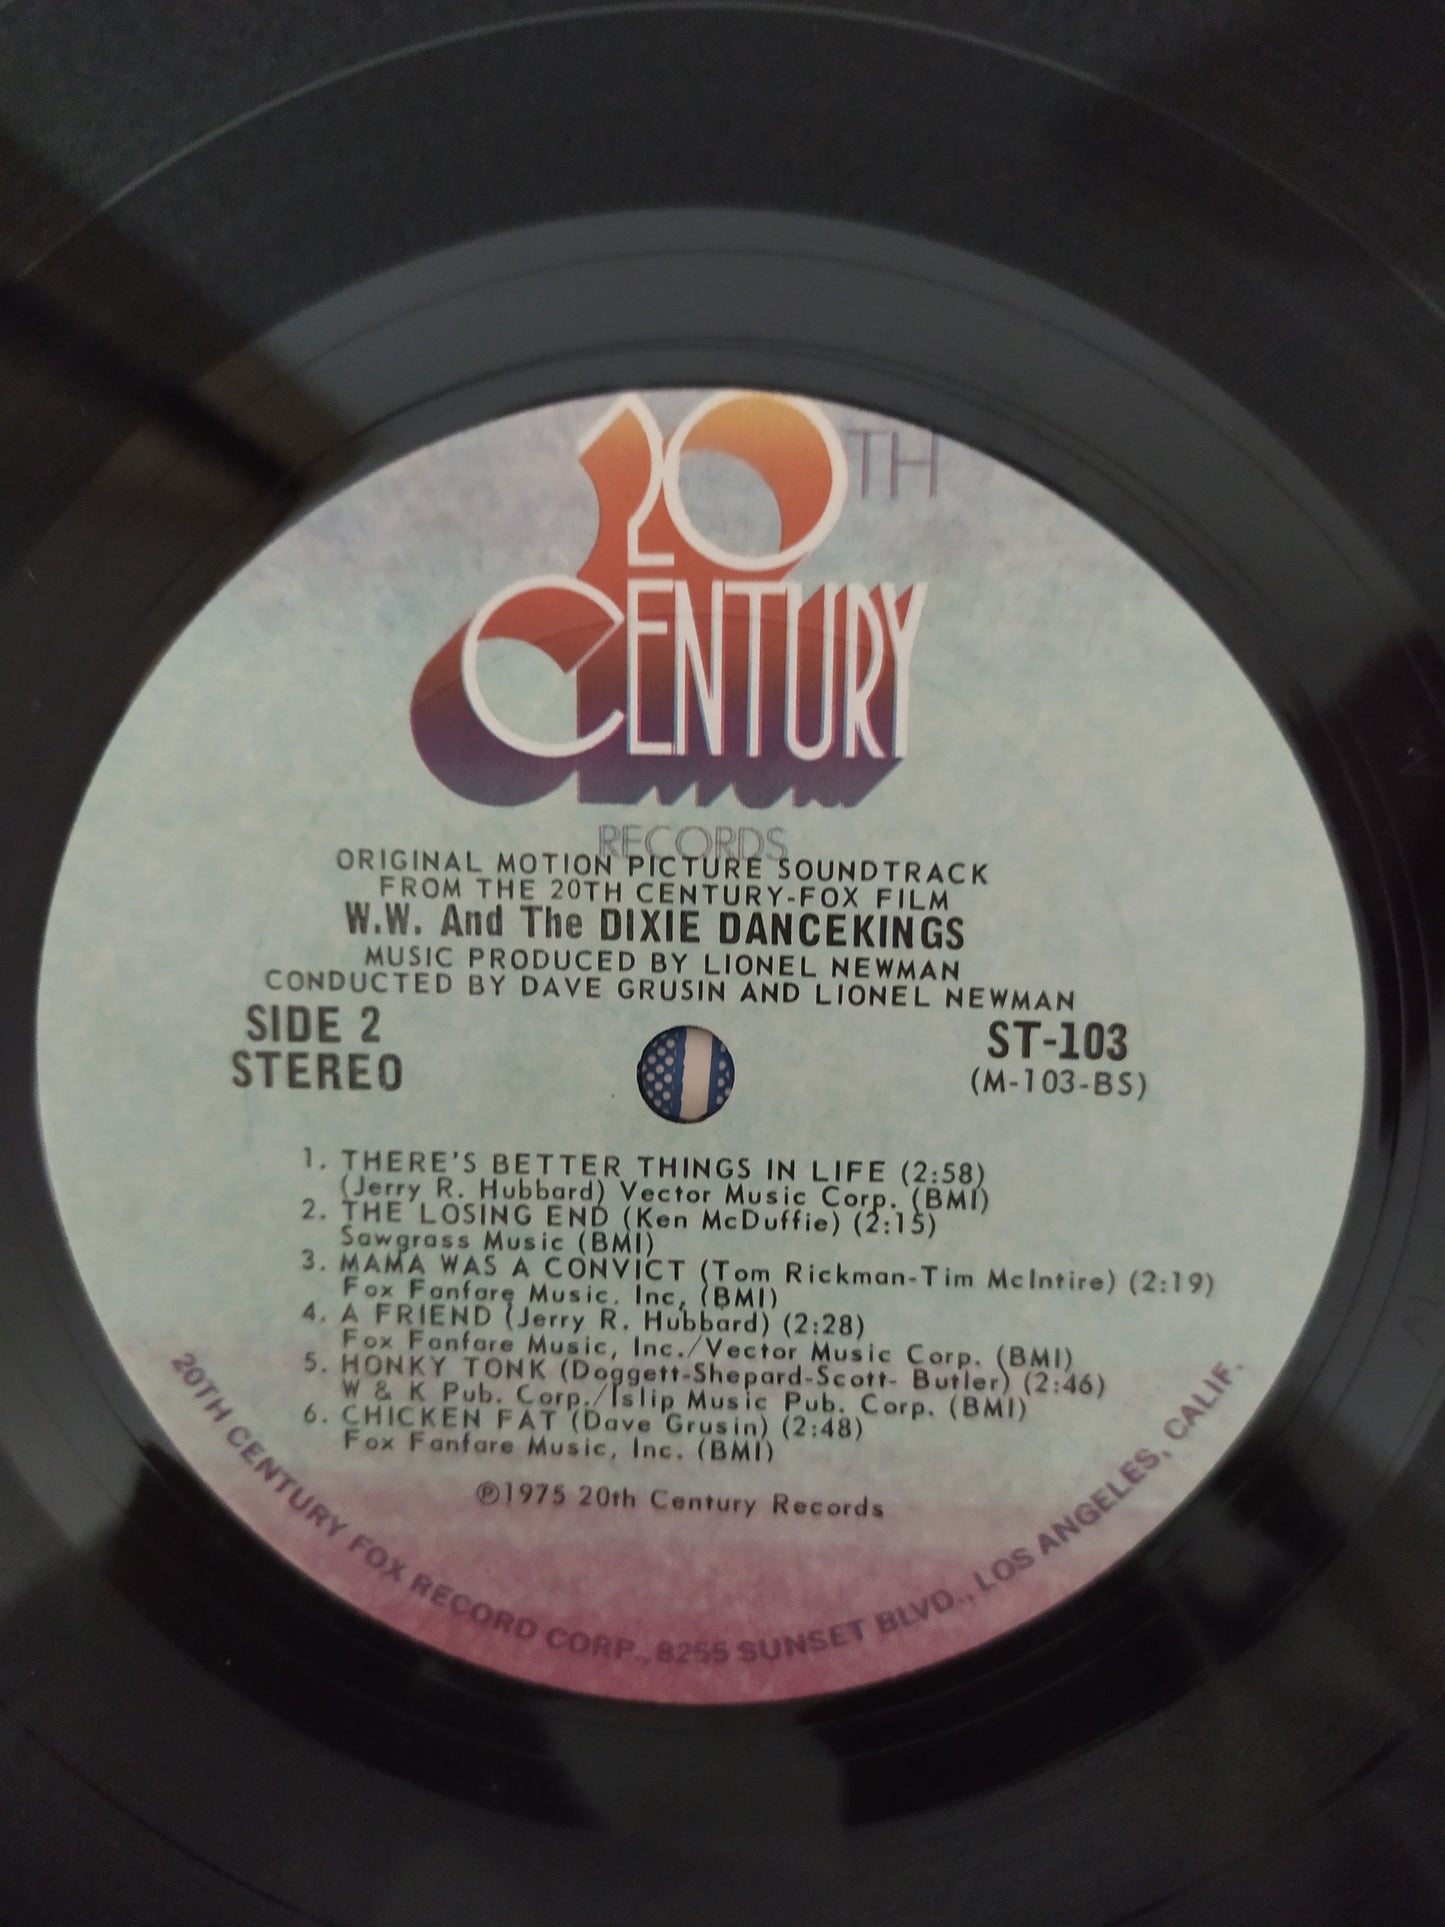 20TH
CENTURY
RECORDS
ORIGINAL MOTION PICTURE SOUNDTRACK
FROM THE 20TH CENTURY-FOX FILM
W.W. And The DIXIE DANCEKINGS
MUSIC PRODUCED BY LIONEL NEWMAN
CONDUCTED BY DAVE GRUSIN AND LIONEL NEWMAN
SIDE 2
STEREO
ST-103
(M-103-BS)
1. THERE'S BETTER THINGS IN LIFE (2:58)
(Jerry R. Hubbard) Vector Music Corp. (BMI)
2. THE LOSING END (Ken McDuffie) (2:15)
Sawgrass Music (BMI)
3. MAMA WAS A CONVICT (Tom Rickman-Tim McIntire) (2:19)
Fox Fanfare Music. Inc, (BMI)
4. A FRIEND (Jerry R. Hubbard) (2:28)
Fox Fanfare Music, Inc./Vector Music Corp. (BMI)
5. HONKY TONK (Doggett-Shepard-Scott- Butler) (2:46)
W & K Pub. Corp./Islip Music Pub. Corp. (BMI)
6. CHICKEN FAT (Dave Grusin) (2:48)
Fox Fanfare Music, Inc. (BMI)
℗1975 20th Century Records
20TH CENTURY FOX RECORD CORP., 8255 SUNSET BLVD., LOS ANGELES, CALIF.